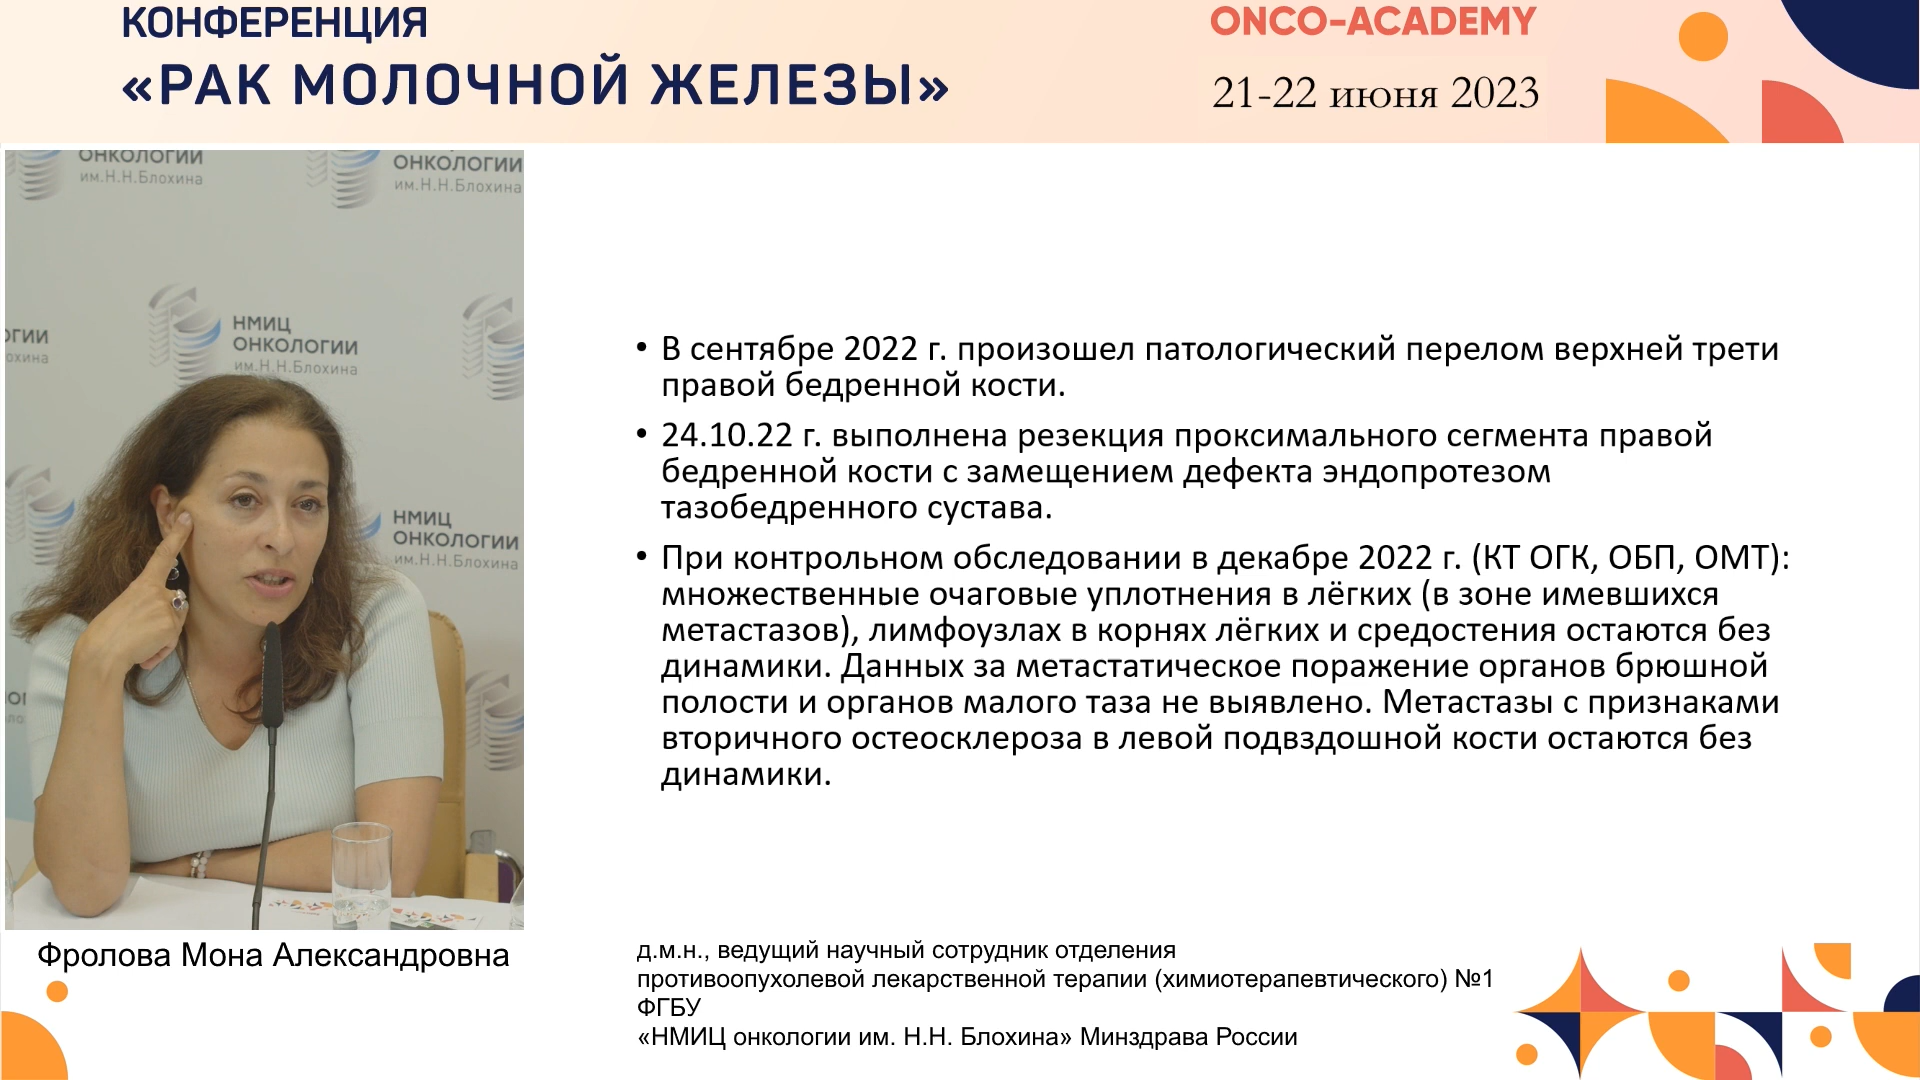 КОНФЕРЕНЦИЯ
«РАК МОЛОЧНОЙ ЖЕЛЕЗЫ»
ONCO-ACADEMY
21-22 июня 2023
ОНКОЛОГИИ
им.Н.Н.Блохина
ОНКОЛОГИИ
им.Н.Н.Блохина
НМИЦ
ОНКОЛОГИИ
им.Н.Н.Блохина
НМИЦ
ОНКОЛОГИИ
им.Н.Н.Блохина
• В сентябре 2022 г. произошел патологический перелом верхней трети
правой бедренной кости.
• 24.10.22 г. выполнена резекция проксимального сегмента правой
бедренной кости с замещением дефекта эндопротезом
тазобедренного сустава.
• При контрольном обследовании в декабре 2022 г. (КТ ОГК, ОБП, ОМТ):
множественные очаговые уплотнения в лёгких (в зоне имевшихся
метастазов), лимфоузлах в корнях лёгких и средостения остаются без
динамики. Данных за метастатическое поражение органов брюшной
полости и органов малого таза не выявлено. Метастазы с признаками
вторичного остеосклероза в левой подвздошной кости остаются без
динамики.
Фролова Мона Александровна
д.м.н., ведущий научный сотрудник отделения
противоопухолевой лекарственной терапии (химиотерапевтического) №1
ФГБУ
«НМИЦ онкологии им. Н.Н. Блохина» Минздрава России